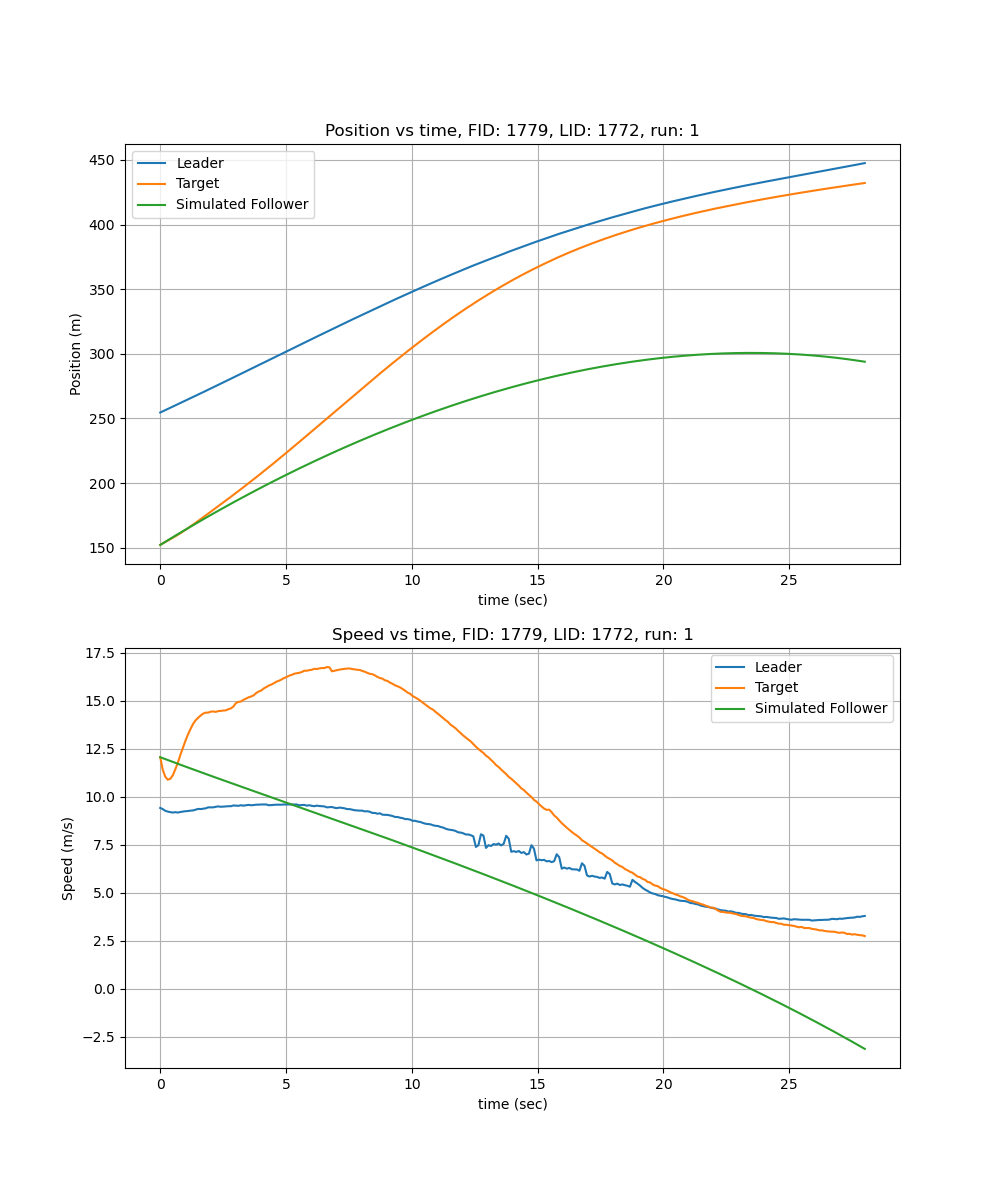 Position vs time, FID: 1779, LID: 1772, run: 1
Leader
Target
Simulated Follower
450
400
350
300
250
200
150
Position (m)
0 5 10 15 20 25
time (sec)
Speed vs time, FID: 1779, LID: 1772, run: 1
Leader
Target
Simulated Follower
17.5
15.0
12.5
10.0
7.5
5.0
2.5
0.0
−2.5
Speed (m/s)
0 5 10 15 20 25
time (sec)